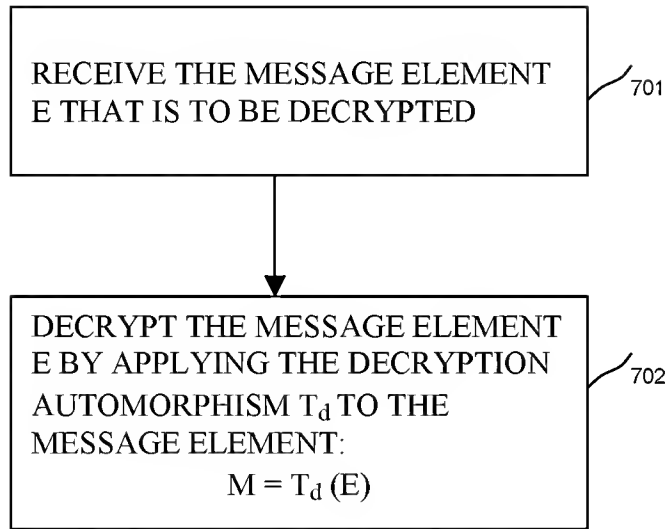 RECEIVE THE MESSAGE ELEMENT
E THAT IS TO BE DECRYPTED
701
DECRYPT THE MESSAGE ELEMENT
E BY APPLYING THE DECRYPTION
AUTOMORPHISM Td TO THE
MESSAGE ELEMENT:
M = Td (E)
702